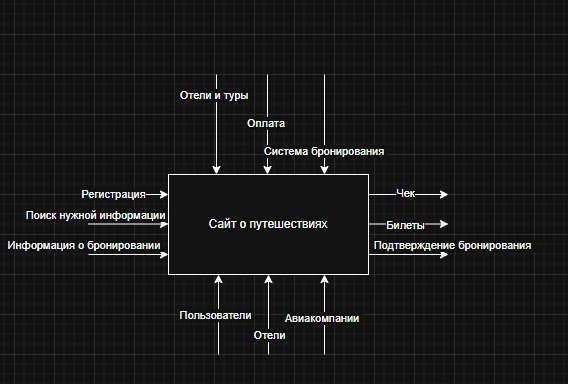 Отели и туры
Оплата
Система бронирования
Регистрация
Чек
Поиск нужной информации
Сайт о путешествиях
Билеты
Информация о бронировании
Подтверждение бронирования
Пользователи
Авиакомпании
Отели